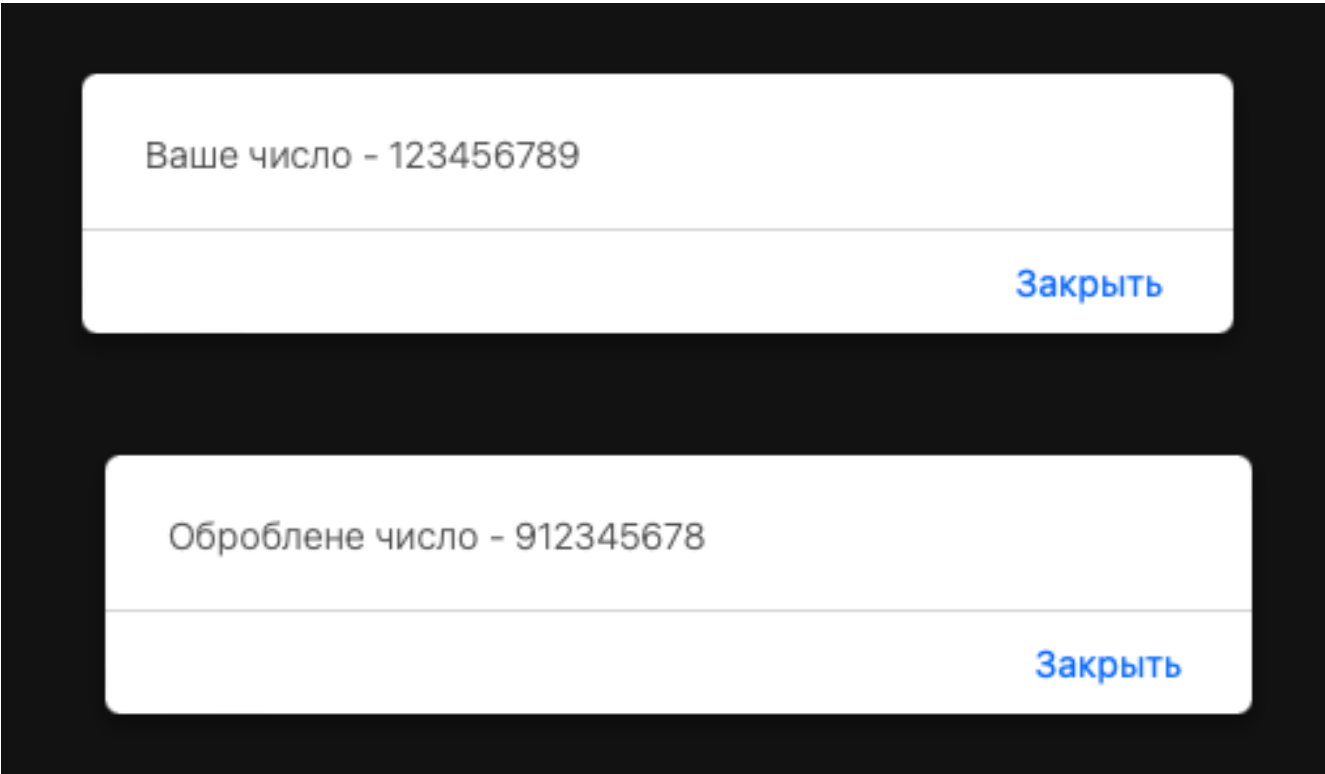 Ваше число - 123456789
Закрыть
Оброблене число - 912345678
Закрыть